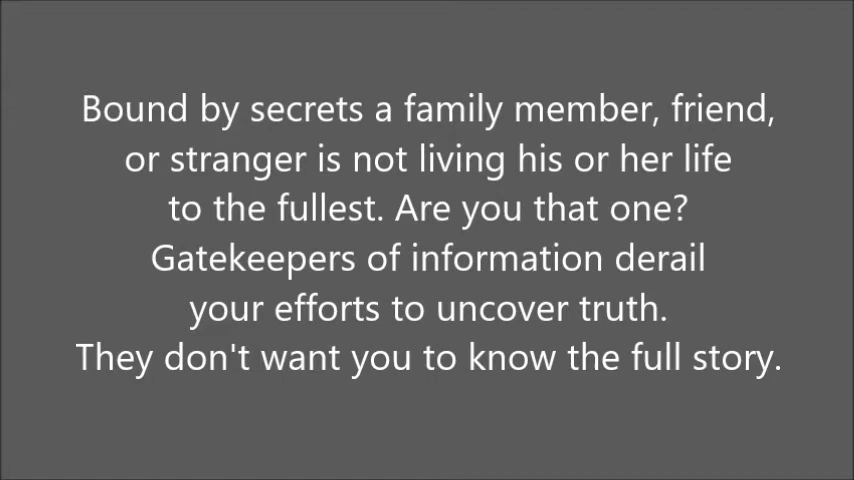 Bound by secrets a family member, friend,
or stranger is not living his or her life
to the fullest. Are you that one?
Gatekeepers of information derail
your efforts to uncover truth.
They don't want you to know the full story.